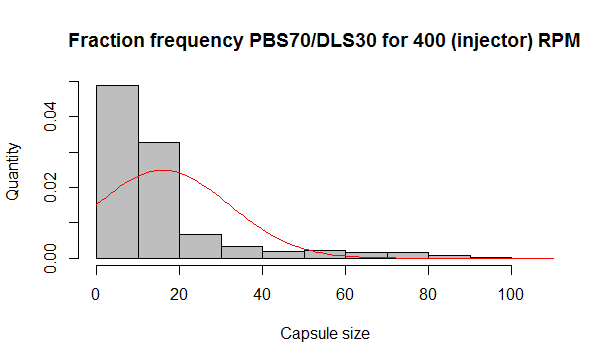 Fraction frequency PBS70/DLS30 for 400 (injector) RPM
Quantity
0.04
0.02
0.00
0 20 40 60 80 100
Capsule size